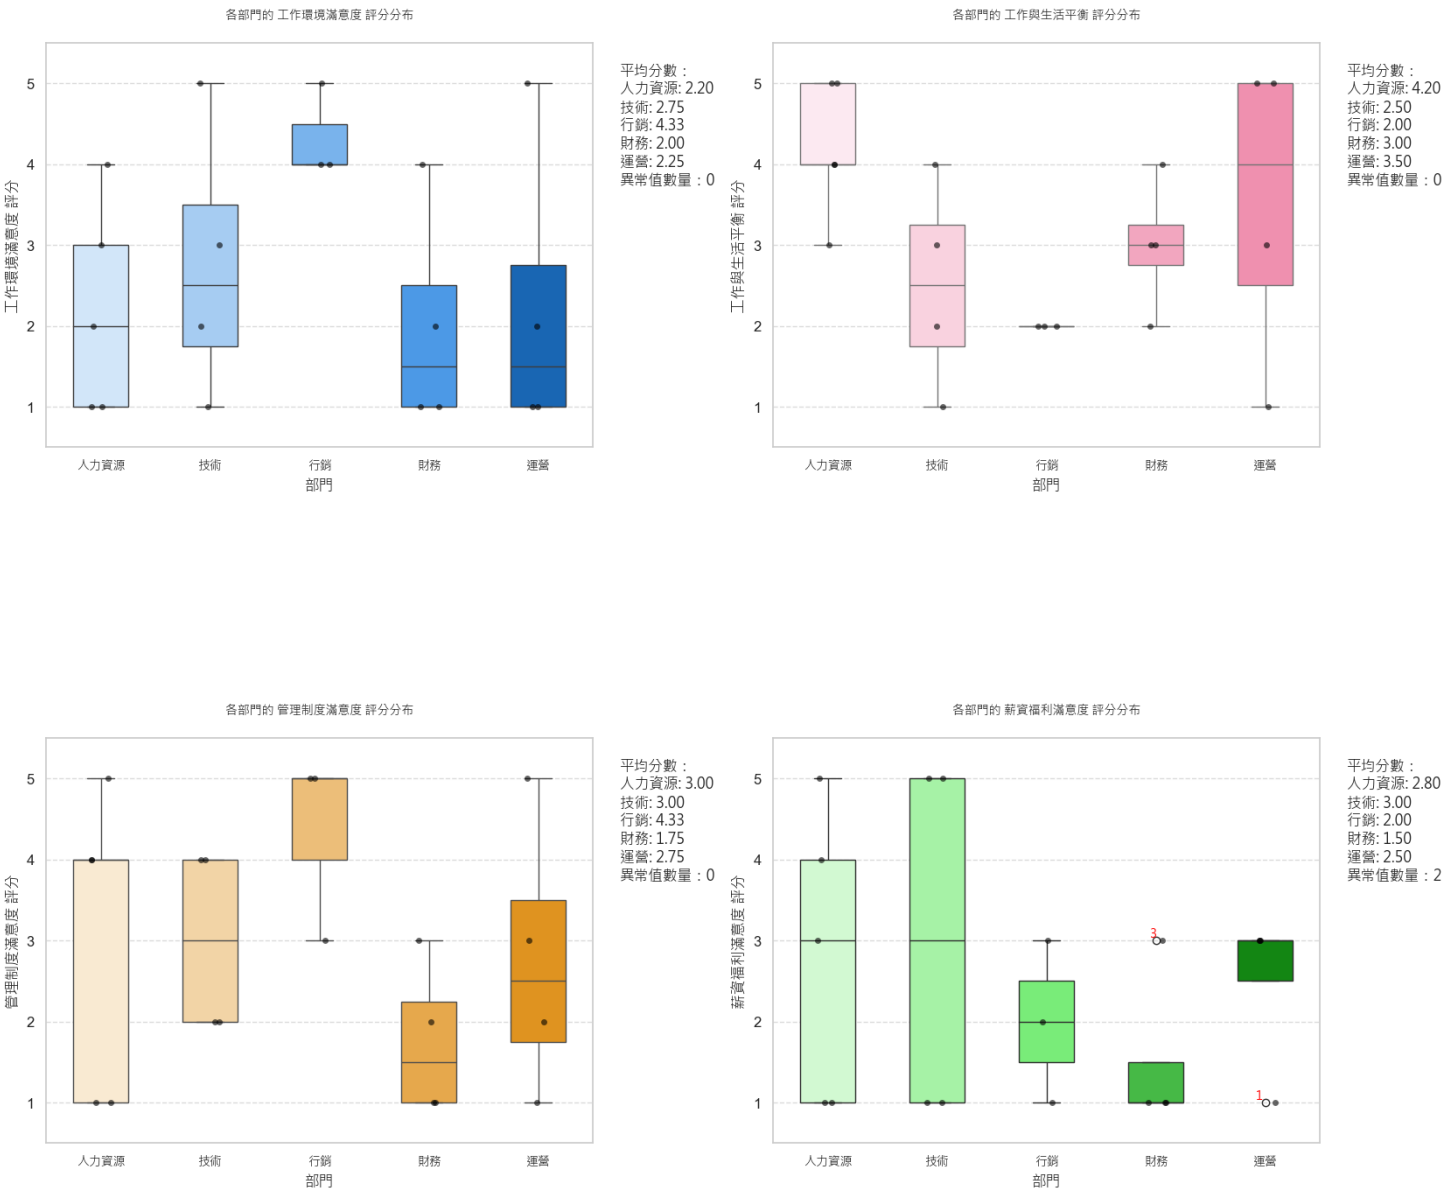 各部門的 工作環境滿意度 評分分布
工作環境滿意度 評分
5
4
3
2
1
人力資源
技術
行銷
財務
運營
部門
平均分數：
人力資源: 2.20
技術: 2.75
行銷: 4.33
財務: 2.00
運營: 2.25
異常值數量：0
各部門的 工作與生活平衡 評分分布
工作與生活平衡 評分
5
4
3
2
1
人力資源
技術
行銷
財務
運營
部門
平均分數：
人力資源: 4.20
技術: 2.50
行銷: 2.00
財務: 3.00
運營: 3.50
異常值數量：0
各部門的 管理制度滿意度 評分分布
管理制度滿意度 評分
5
4
3
2
1
人力資源
技術
行銷
財務
運營
部門
平均分數：
人力資源: 3.00
技術: 3.00
行銷: 4.33
財務: 1.75
運營: 2.75
異常值數量：0
各部門的 薪資福利滿意度 評分分布
薪資福利滿意度 評分
5
4
3
2
1
3
1
人力資源
技術
行銷
財務
運營
部門
平均分數：
人力資源: 2.80
技術: 3.00
行銷: 2.00
財務: 1.50
運營: 2.50
異常值數量：2